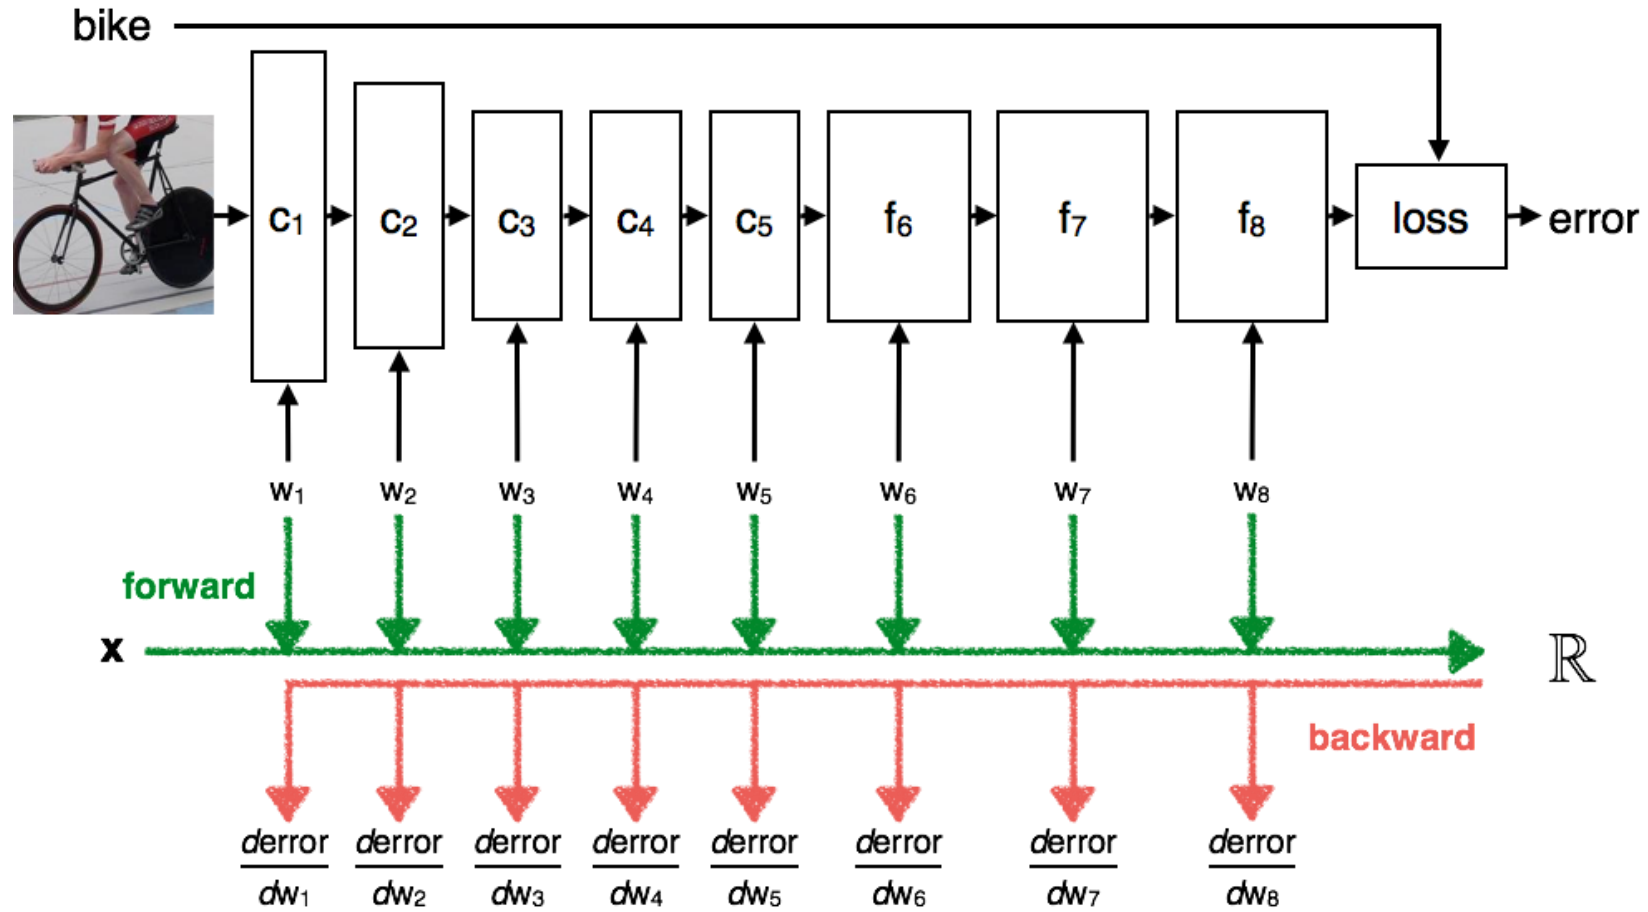 bike
c₁ c₂ c₃ c₄ c₅ f₆ f₇ f₈ loss error
w₁ w₂ w₃ w₄ w₅ w₆ w₇ w₈
forward
x ℝ
backward
derror derror derror derror derror derror derror derror
dw₁ dw₂ dw₃ dw₄ dw₅ dw₆ dw₇ dw₈